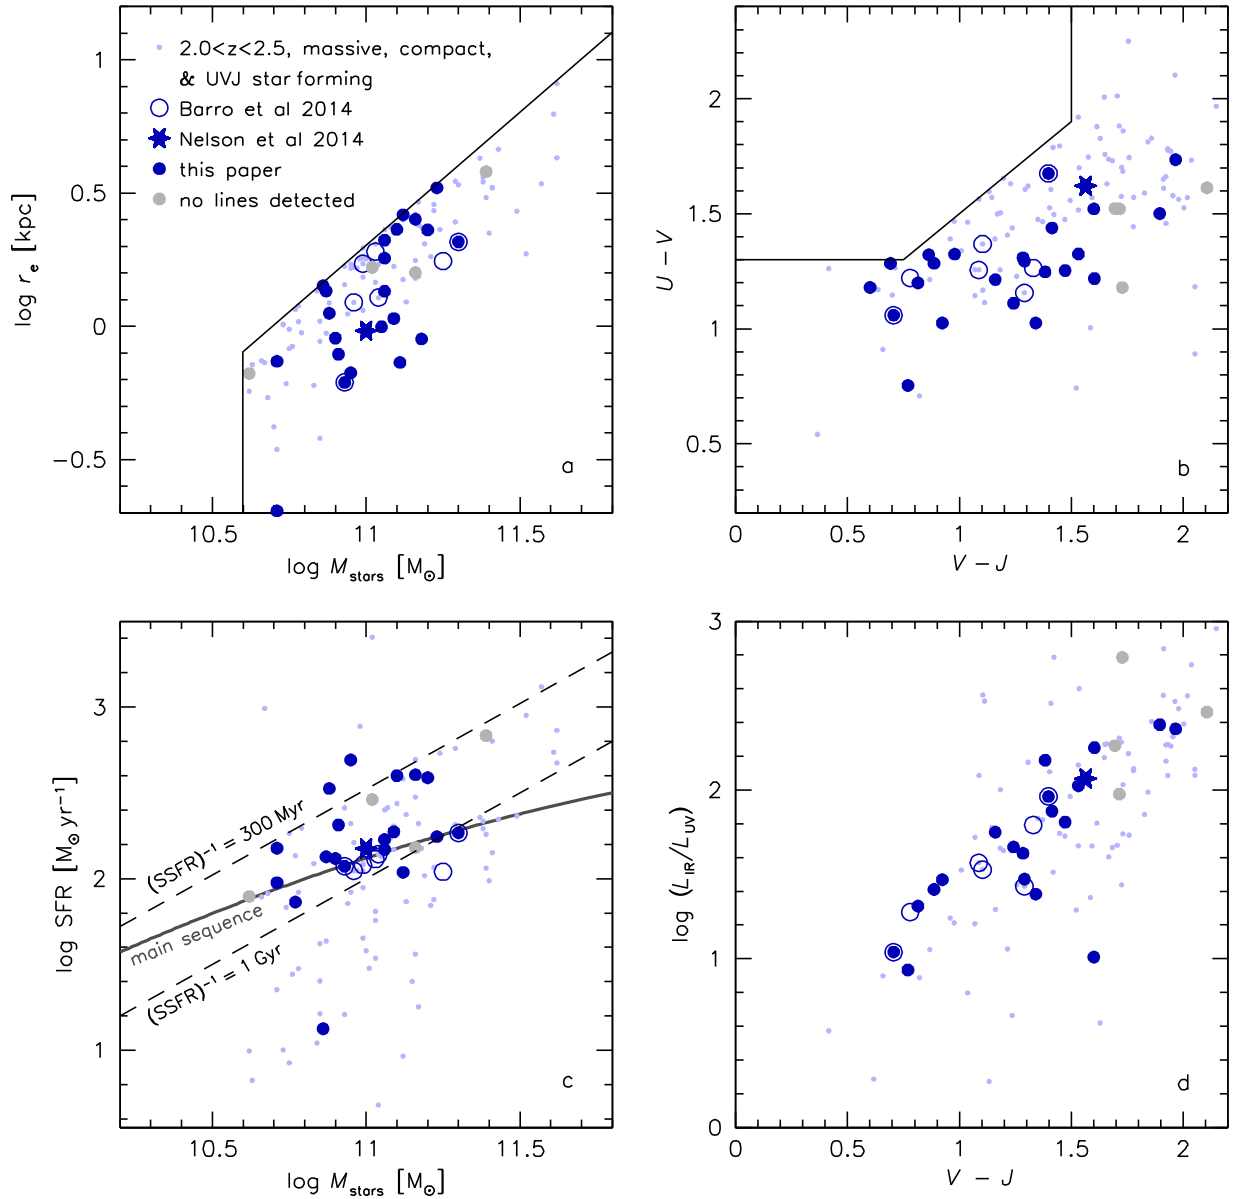 2.0<z<2.5, massive, compact,
& UVJ star forming
Barro et al 2014
Nelson et al 2014
this paper
no lines detected
1
0.5
0
−0.5
log r_e [kpc]
a
10.5
11
11.5
log M_stars [M_⊙]
2
1.5
1
0.5
U − V
b
0
0.5
1
1.5
2
V − J
3
2
1
log SFR [M_⊙ yr⁻¹]
(SSFR)⁻¹ = 300 Myr
main sequence
(SSFR)⁻¹ = 1 Gyr
c
10.5
11
11.5
log M_stars [M_⊙]
3
2
1
0
log (L_IR/L_UV)
d
0
0.5
1
1.5
2
V − J